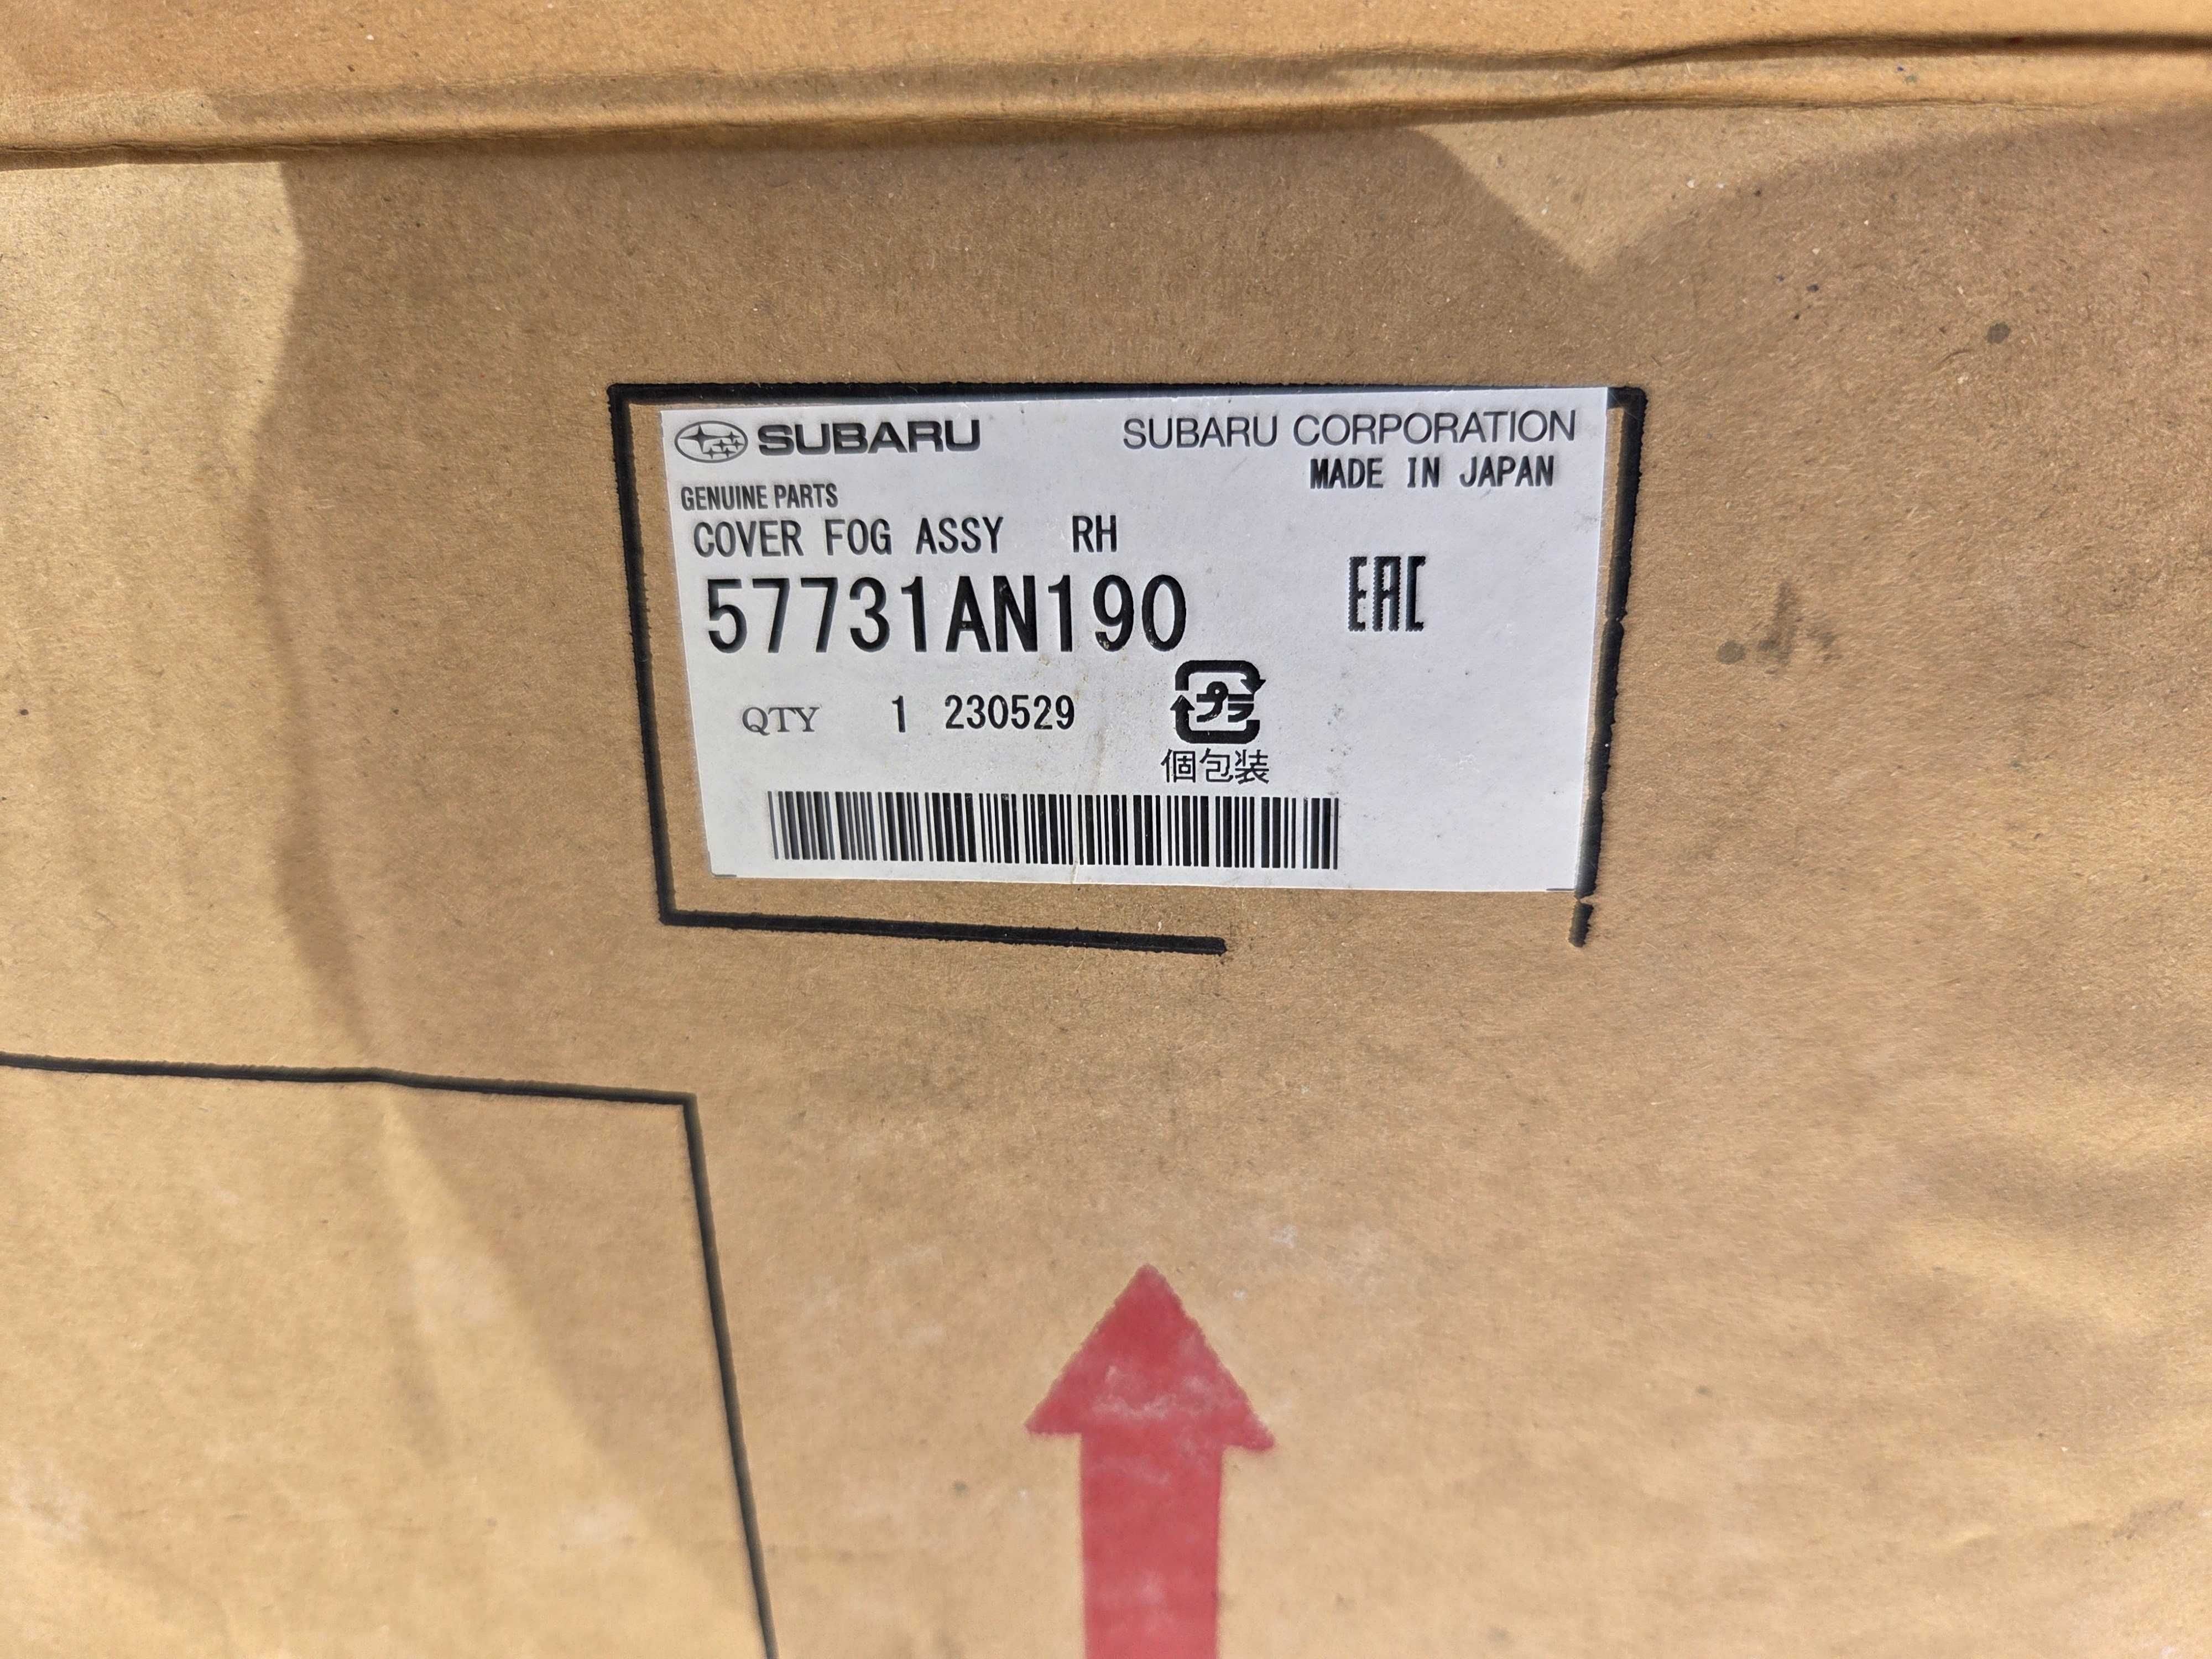 SUBARU SUBARU CORPORATION
MADE IN JAPAN
GENUINE PARTS
COVER FOG ASSY RH
57731AN190
EAC
QTY 1 230529
プラ
個包装